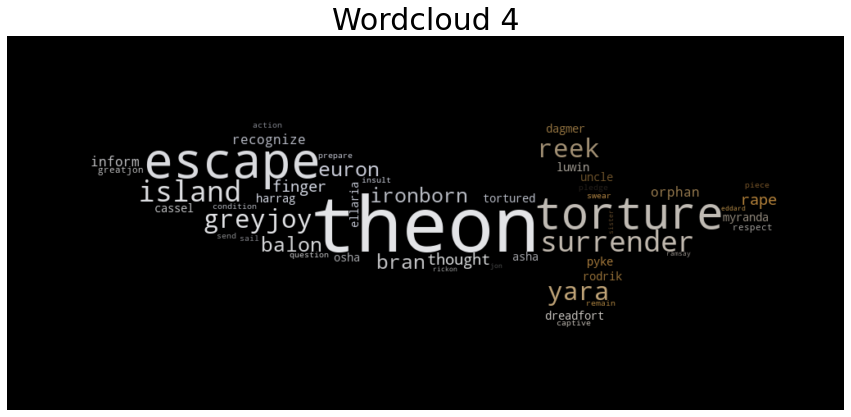 Wordcloud 4
action
dagmer
recognize
reek
escape
prepare
inform
euron
luwin
greatjon
uncle
insult
finger
pledge
island
ironborn
orphan
piece
harrag
tortured
swear
rape
cassel
condition
ellaria
theon
torture
eddard
greyjoy
sister
myranda
respect
send
sail
balon
surrender
question
osha
bran
thought
asha
ramsay
rickon
jon
pyke
rodrik
yara
remain
dreadfort
captive